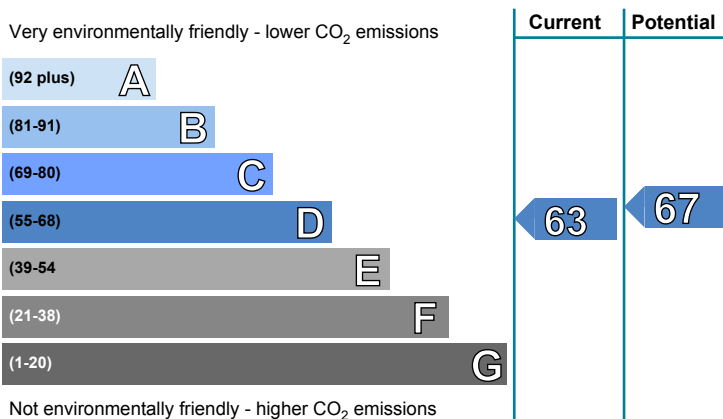 Current Potential
Very environmentally friendly - lower CO₂ emissions
(92 plus) A
(81-91) B
(69-80) C
(55-68) D
63 67
(39-54 E
(21-38) F
(1-20) G
Not environmentally friendly - higher CO₂ emissions